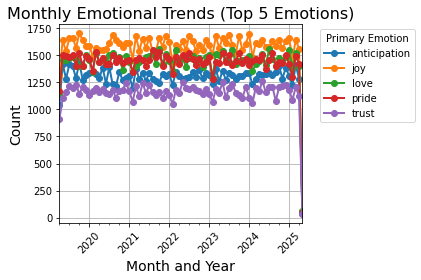 Monthly Emotional Trends (Top 5 Emotions)
1750
1500
1250
1000
750
500
250
0
Count
2020
2021
2022
2023
2024
2025
Month and Year
Primary Emotion
anticipation
joy
love
pride
trust